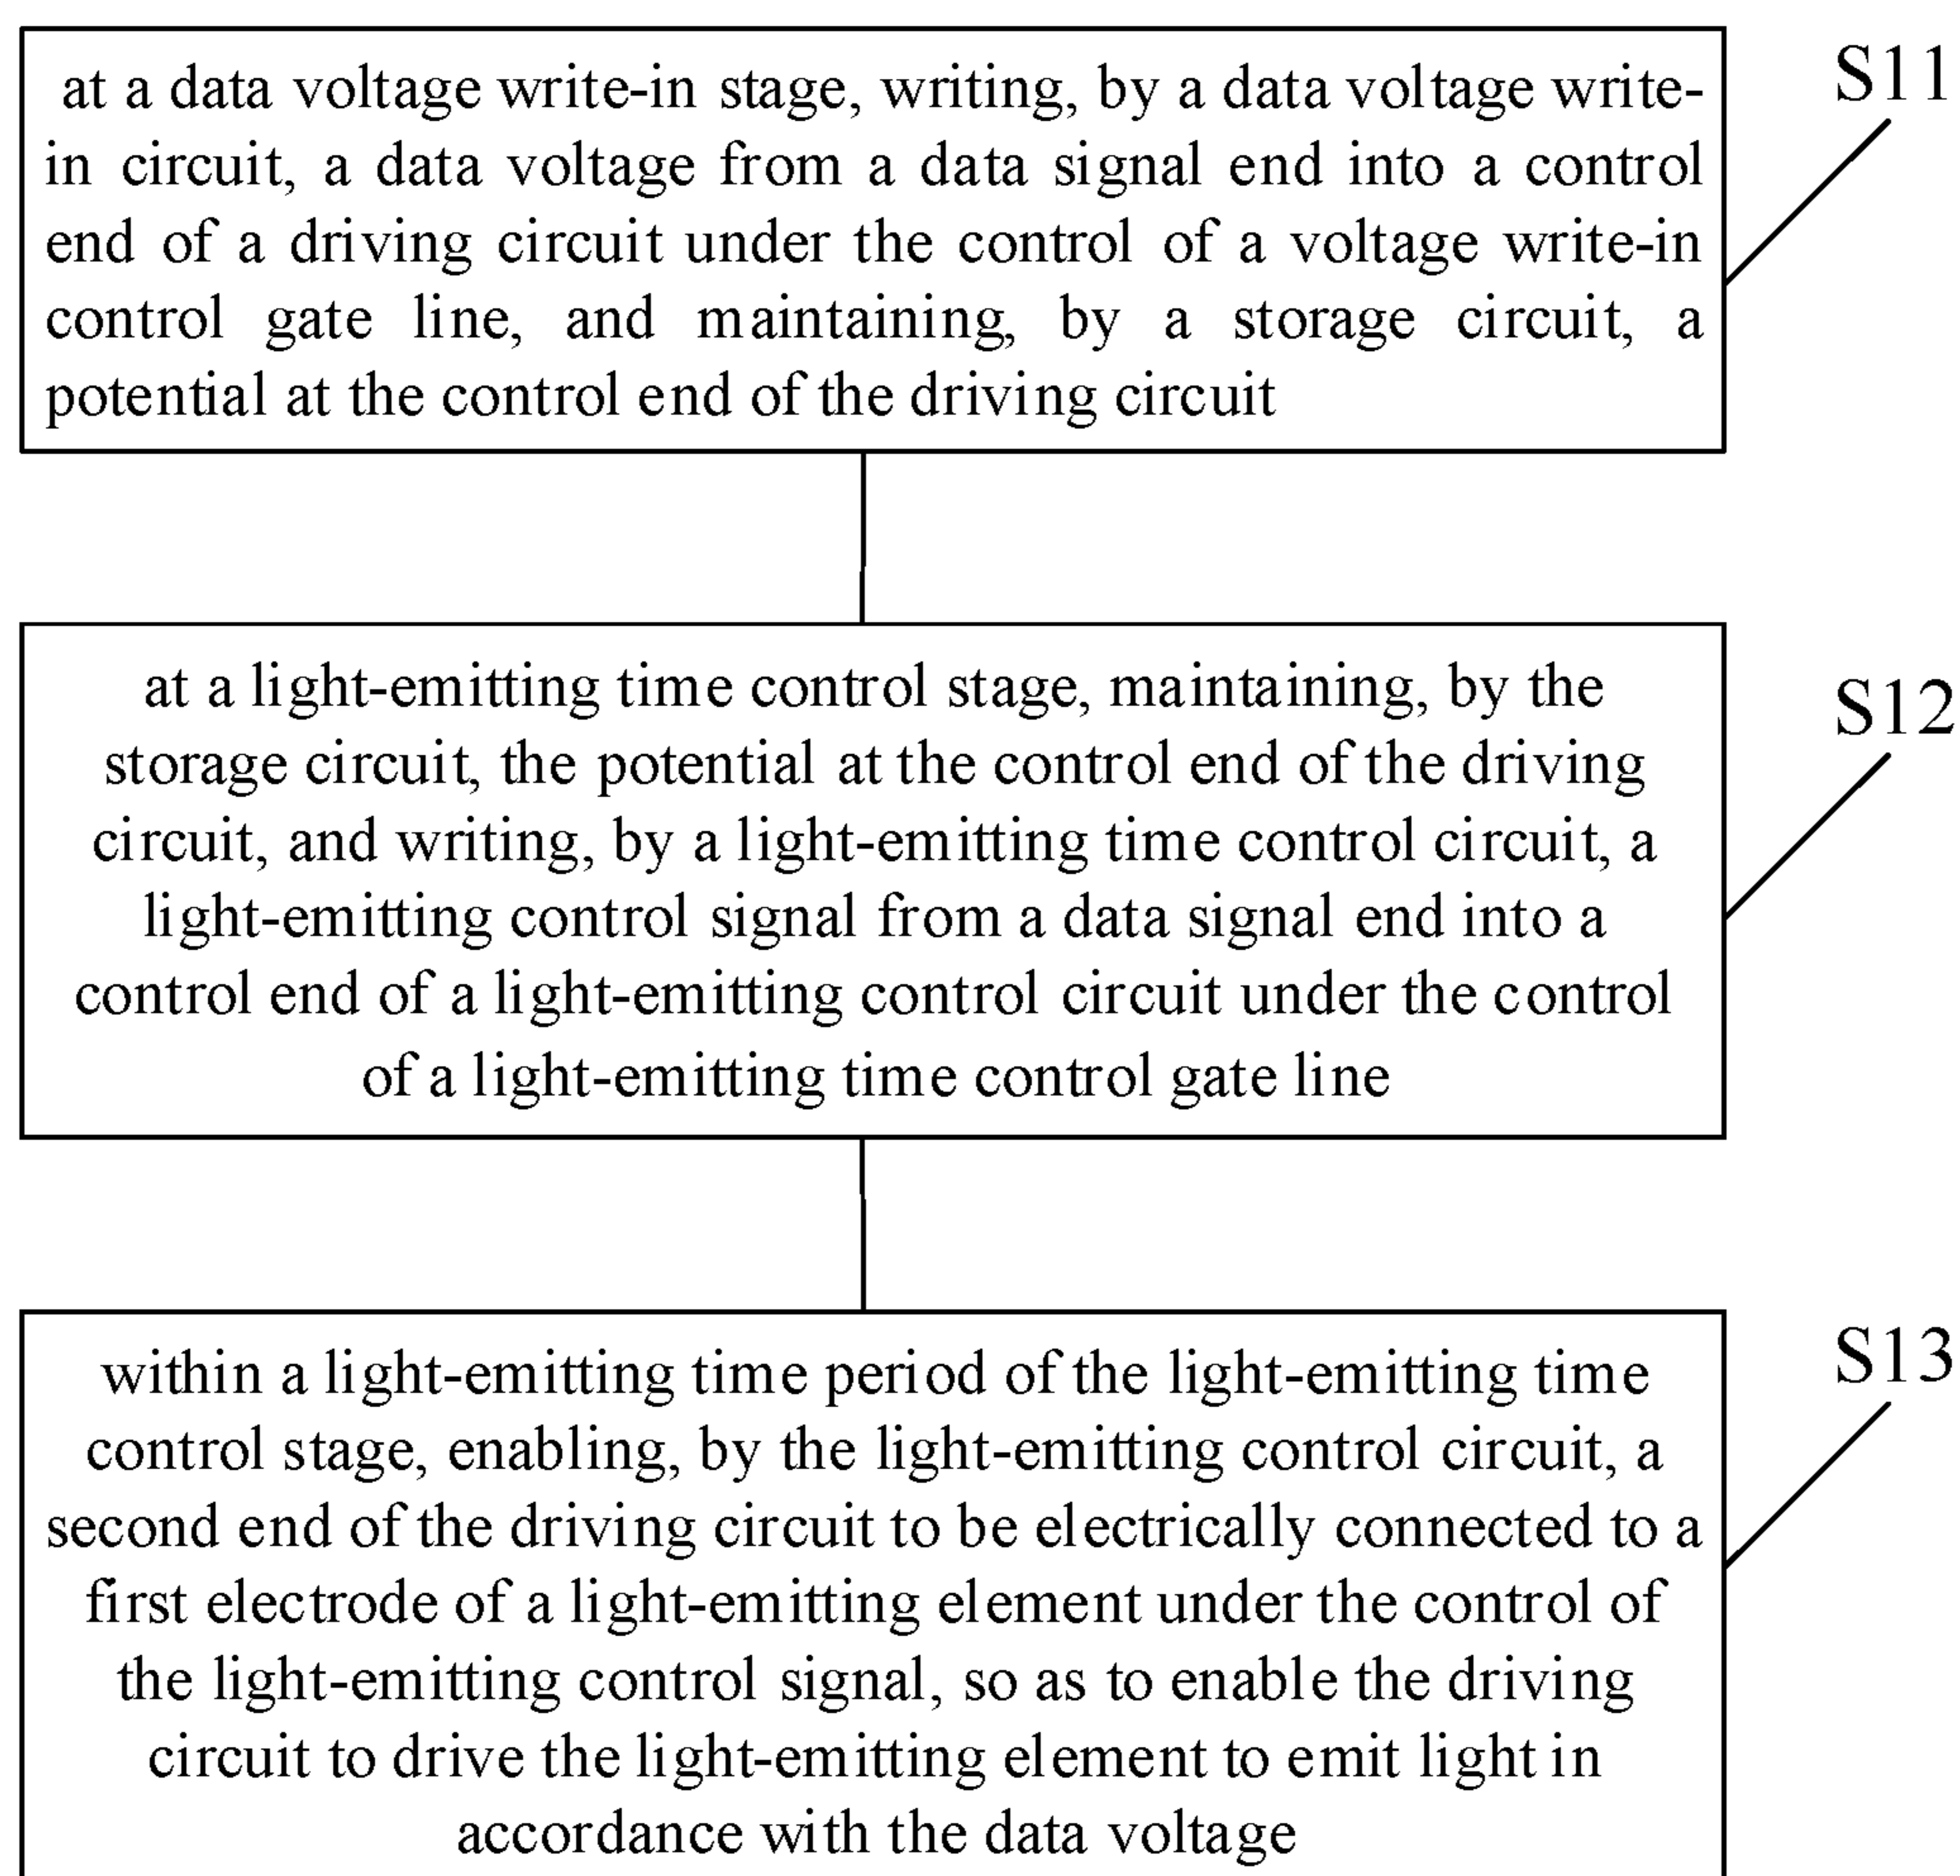 at a data voltage write-in stage, writing, by a data voltage write-
in circuit, a data voltage from a data signal end into a control
end of a driving circuit under the control of a voltage write-in
control gate line, and maintaining, by a storage circuit, a
potential at the control end of the driving circuit
S11
at a light-emitting time control stage, maintaining, by the
storage circuit, the potential at the control end of the driving
circuit, and writing, by a light-emitting time control circuit, a
light-emitting control signal from a data signal end into a
control end of a light-emitting control circuit under the control
of a light-emitting time control gate line
S12
within a light-emitting time period of the light-emitting time
control stage, enabling, by the light-emitting control circuit, a
second end of the driving circuit to be electrically connected to a
first electrode of a light-emitting element under the control of
the light-emitting control signal, so as to enable the driving
circuit to drive the light-emitting element to emit light in
accordance with the data voltage
S13